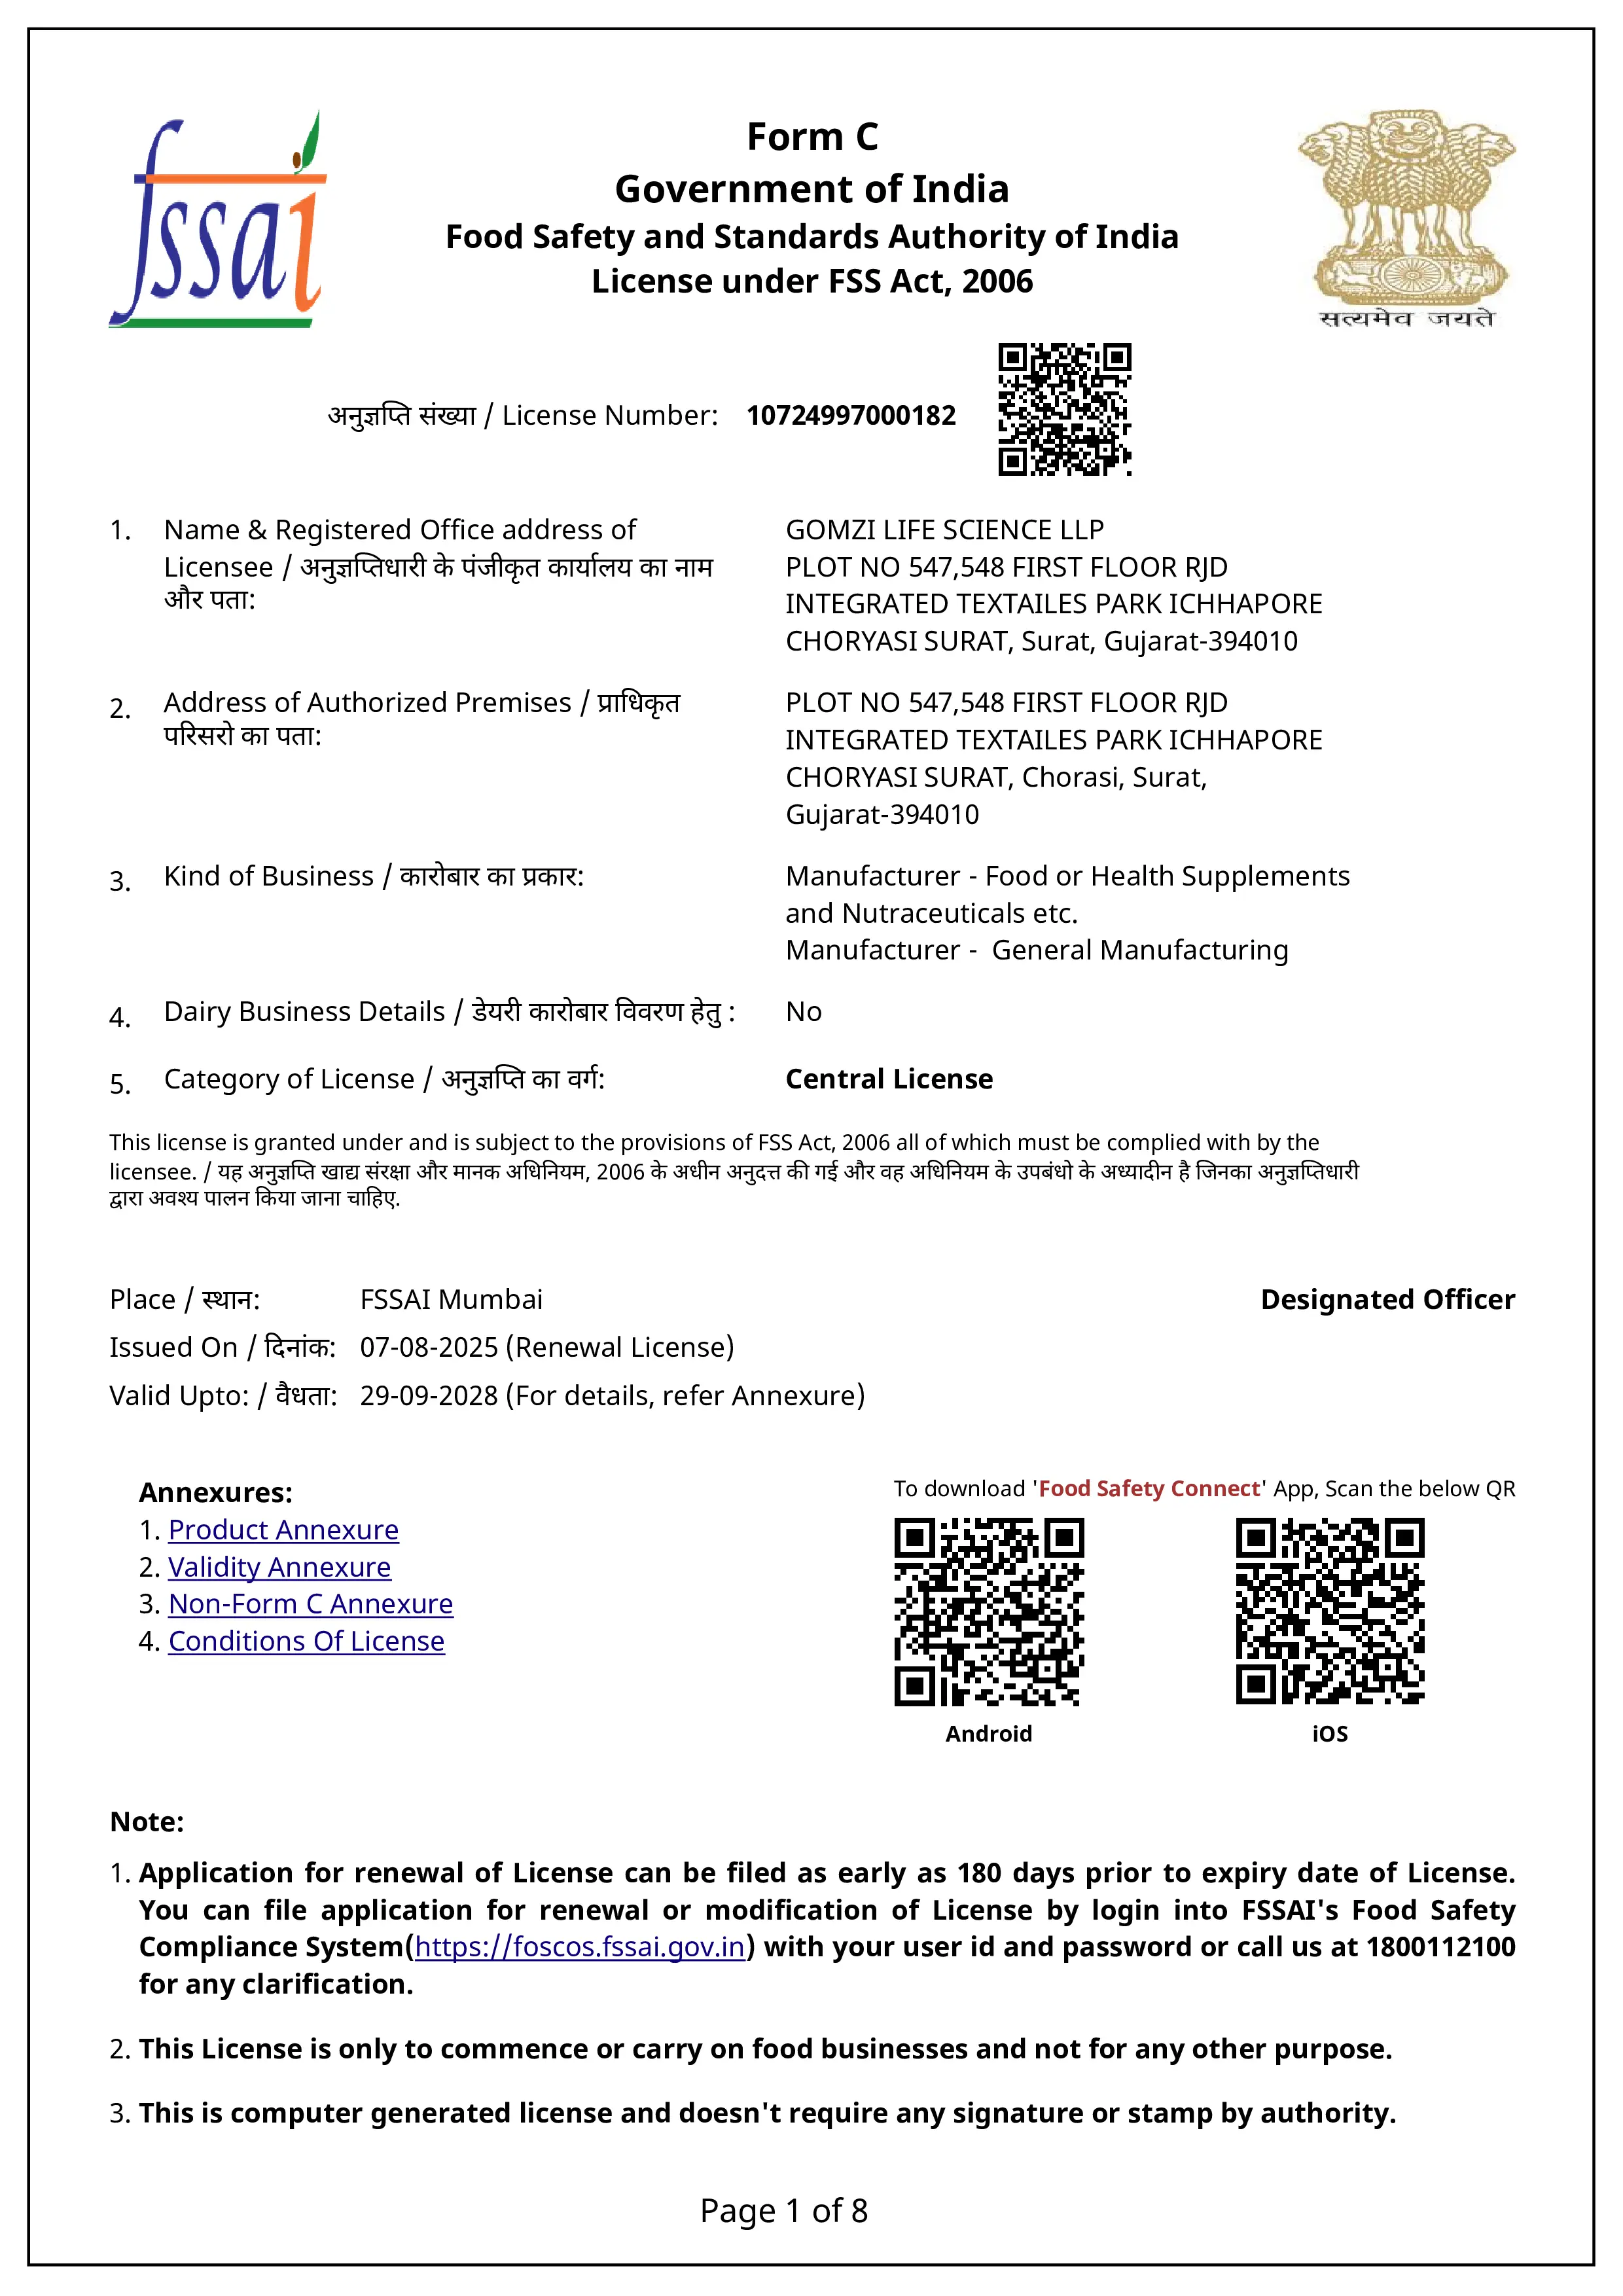 fssai
Form C
Government of India
Food Safety and Standards Authority of India
License under FSS Act, 2006
सत्यमेव जयते
अनुज्ञप्ति संख्या / License Number: 10724997000182
1. Name & Registered Office address of
Licensee / अनुज्ञप्तिधारी के पंजीकृत कार्यालय का नाम
और पता:
GOMZI LIFE SCIENCE LLP
PLOT NO 547,548 FIRST FLOOR RJD
INTEGRATED TEXTAILES PARK ICHHAPORE
CHORYASI SURAT, Surat, Gujarat-394010
2. Address of Authorized Premises / प्राधिकृत
परिसरो का पता:
PLOT NO 547,548 FIRST FLOOR RJD
INTEGRATED TEXTAILES PARK ICHHAPORE
CHORYASI SURAT, Chorasi, Surat,
Gujarat-394010
3. Kind of Business / कारोबार का प्रकार:
Manufacturer - Food or Health Supplements
and Nutraceuticals etc.
Manufacturer - General Manufacturing
4. Dairy Business Details / डेयरी कारोबार विवरण हेतु : No
5. Category of License / अनुज्ञप्ति का वर्ग: Central License
This license is granted under and is subject to the provisions of FSS Act, 2006 all of which must be complied with by the
licensee. / यह अनुज्ञप्ति खाद्य संरक्षा और मानक अधिनियम, 2006 के अधीन अनुदत्त की गई और वह अधिनियम के उपबंधो के अध्यादीन है जिनका अनुज्ञप्तिधारी
द्वारा अवश्य पालन किया जाना चाहिए.
Place / स्थान: FSSAI Mumbai Designated Officer
Issued On / दिनांक: 07-08-2025 (Renewal License)
Valid Upto: / वैधता: 29-09-2028 (For details, refer Annexure)
Annexures:
1. Product Annexure
2. Validity Annexure
3. Non-Form C Annexure
4. Conditions Of License
To download 'Food Safety Connect' App, Scan the below QR
Android iOS
Note:
1. Application for renewal of License can be filed as early as 180 days prior to expiry date of License.
You can file application for renewal or modification of License by login into FSSAI's Food Safety
Compliance System(https://foscos.fssai.gov.in) with your user id and password or call us at 1800112100
for any clarification.
2. This License is only to commence or carry on food businesses and not for any other purpose.
3. This is computer generated license and doesn't require any signature or stamp by authority.
Page 1 of 8